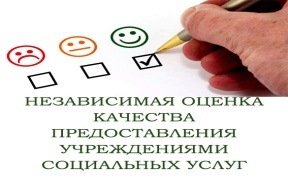 НЕЗАВИСИМАЯ ОЦЕНКА
КАЧЕСТВА
ПРЕДОСТАВЛЕНИЯ
УЧРЕЖДЕНИЯМИ
СОЦИАЛЬНЫХ УСЛУГ